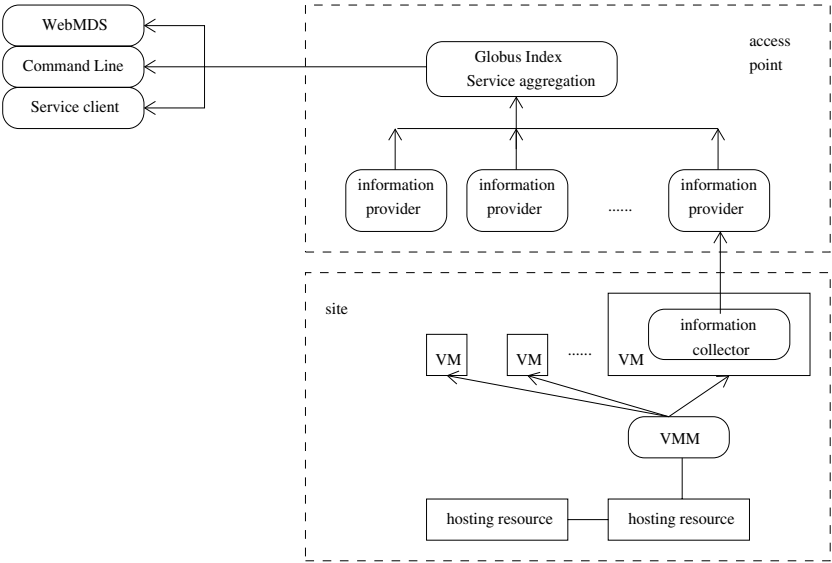 WebMDS
Command Line
Service client
Globus Index
Service aggregation
access
point
information
provider
information
provider
......
information
provider
site
VM
VM
......
VM
information
collector
VMM
hosting resource
hosting resource